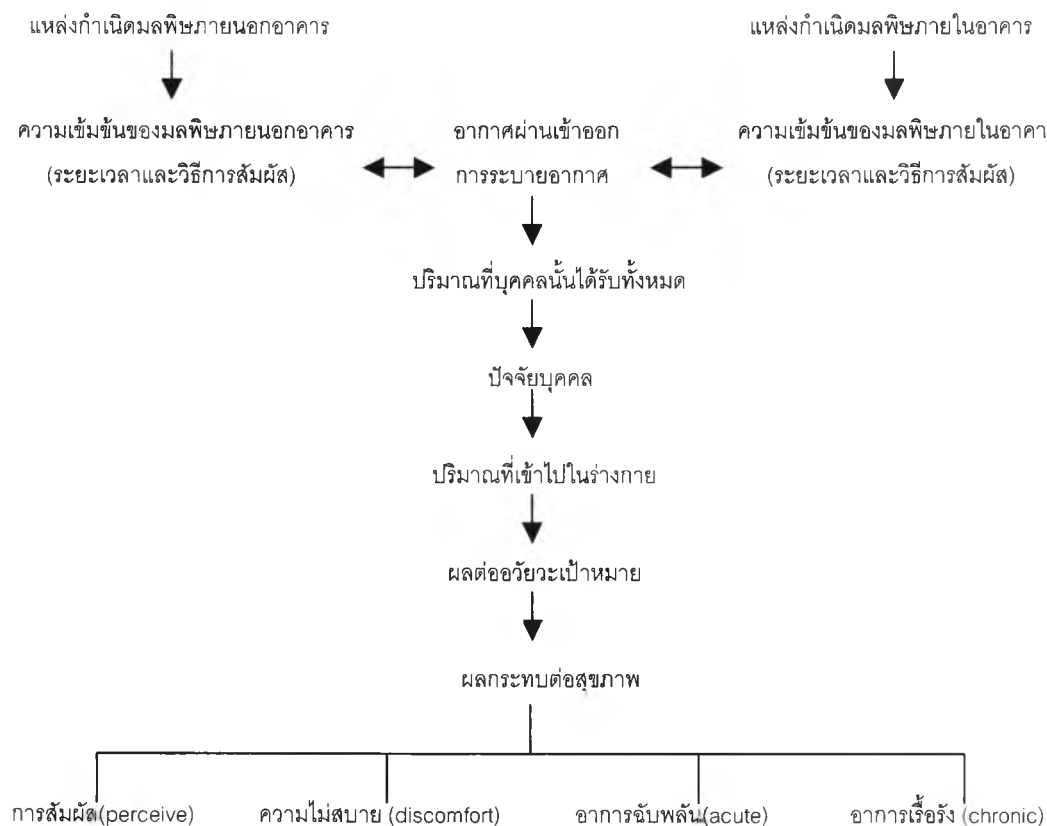 แหล่งกำเนิดมลพิษภายนอกอาคาร
แหล่งกำเนิดมลพิษภายในอาคาร
ความเข้มข้นของมลพิษภายนอกอาคาร
อากาศผ่านเข้าออก
ความเข้มข้นของมลพิษภายในอาคา
(ระยะเวลาและวิธีการสัมผัส)
การระบายอากาศ
(ระยะเวลาและวิธีการสัมผัส)
ปริมาณที่บุคคลนั้นได้รับทั้งหมด
ปัจจัยบุคคล
ปริมาณที่เข้าไปในร่างกาย
ผลต่ออวัยวะเป้าหมาย
ผลกระทบต่อสุขภาพ
การสัมผัส(perceive)
ความไม่สบาย (discomfort)
อาการฉับพลัน(acute)
อาการเรื้อรัง (chronic)